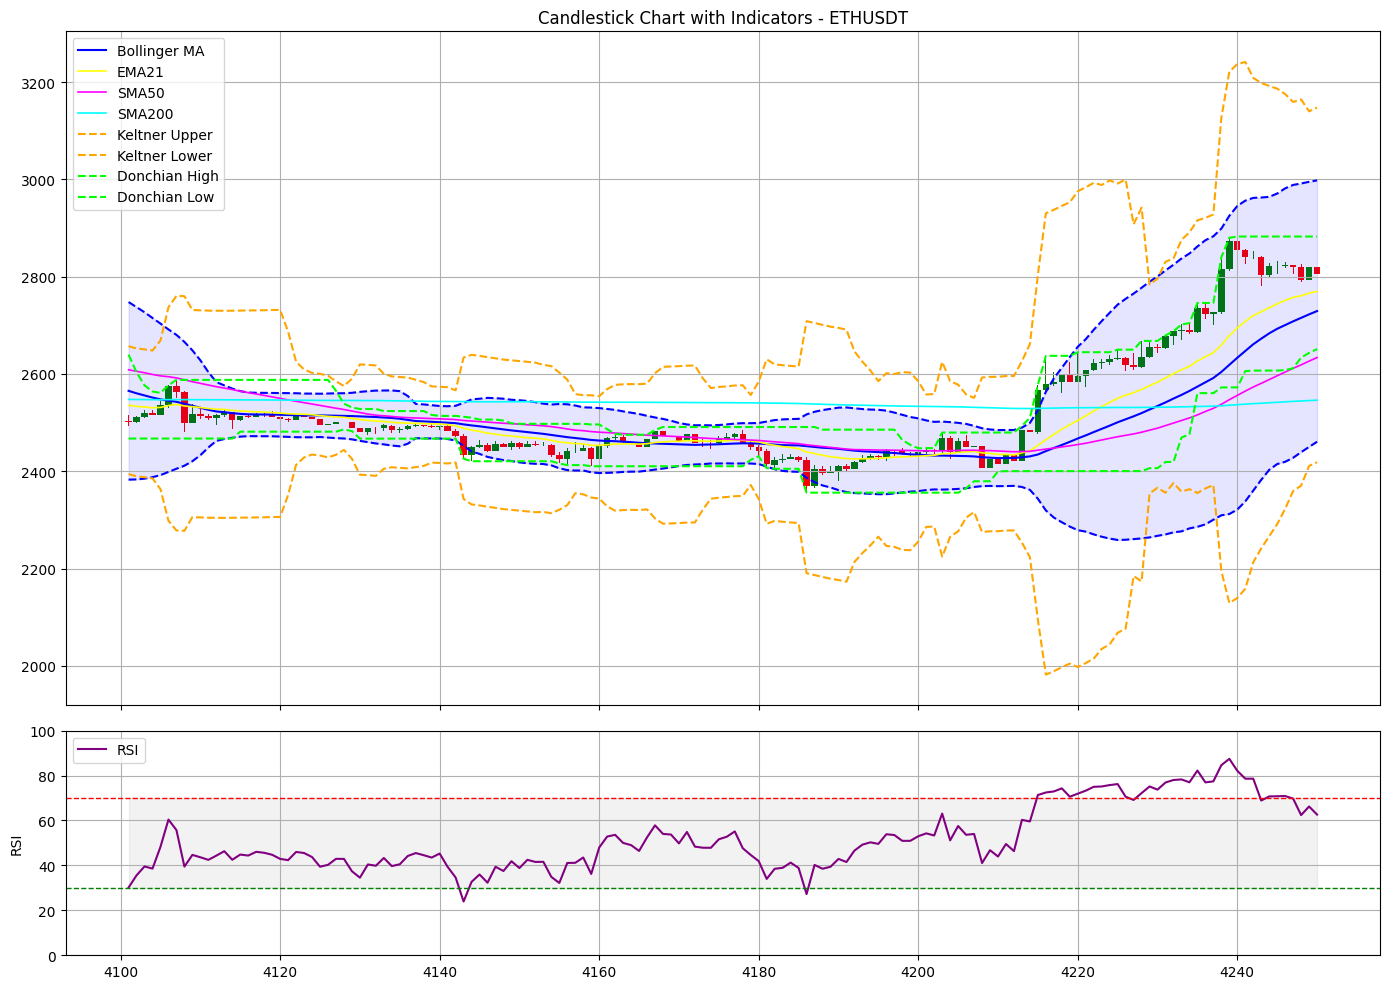 Candlestick Chart with Indicators - ETHUSDT
Bollinger MA
EMA21
SMA50
SMA200
Keltner Upper
Keltner Lower
Donchian High
Donchian Low
3200
3000
2800
2600
2400
2200
2000
RSI
100
80
60
40
20
0
RSI
4100
4120
4140
4160
4180
4200
4220
4240